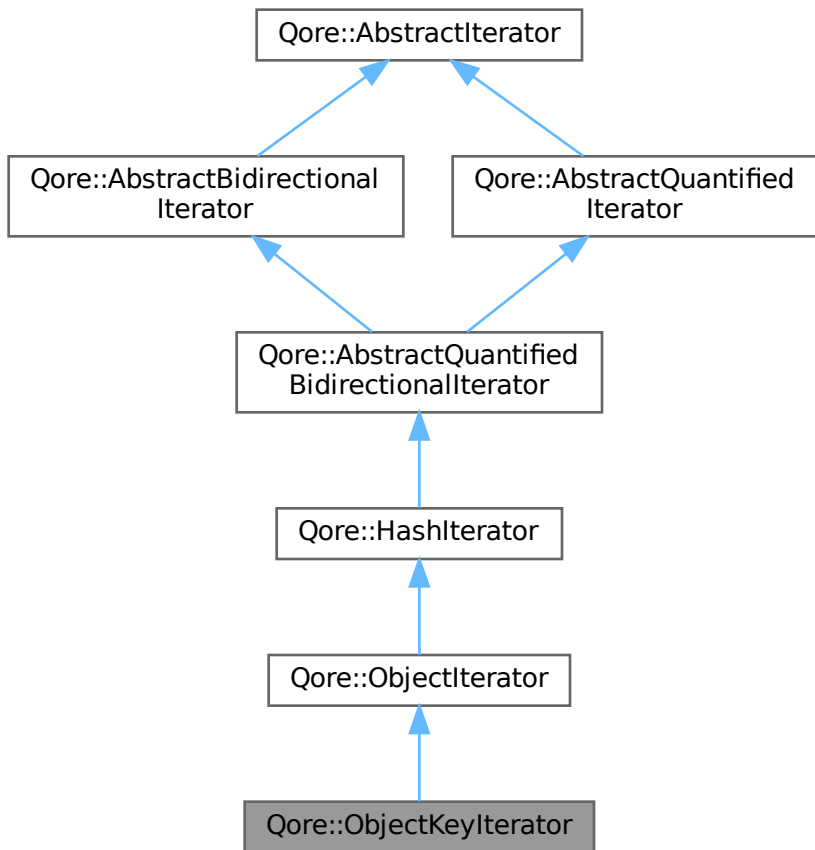 Qore::AbstractIterator
Qore::AbstractBidirectional
Iterator
Qore::AbstractQuantified
Iterator
Qore::AbstractQuantified
BidirectionalIterator
Qore::HashIterator
Qore::ObjectIterator
Qore::ObjectKeyIterator